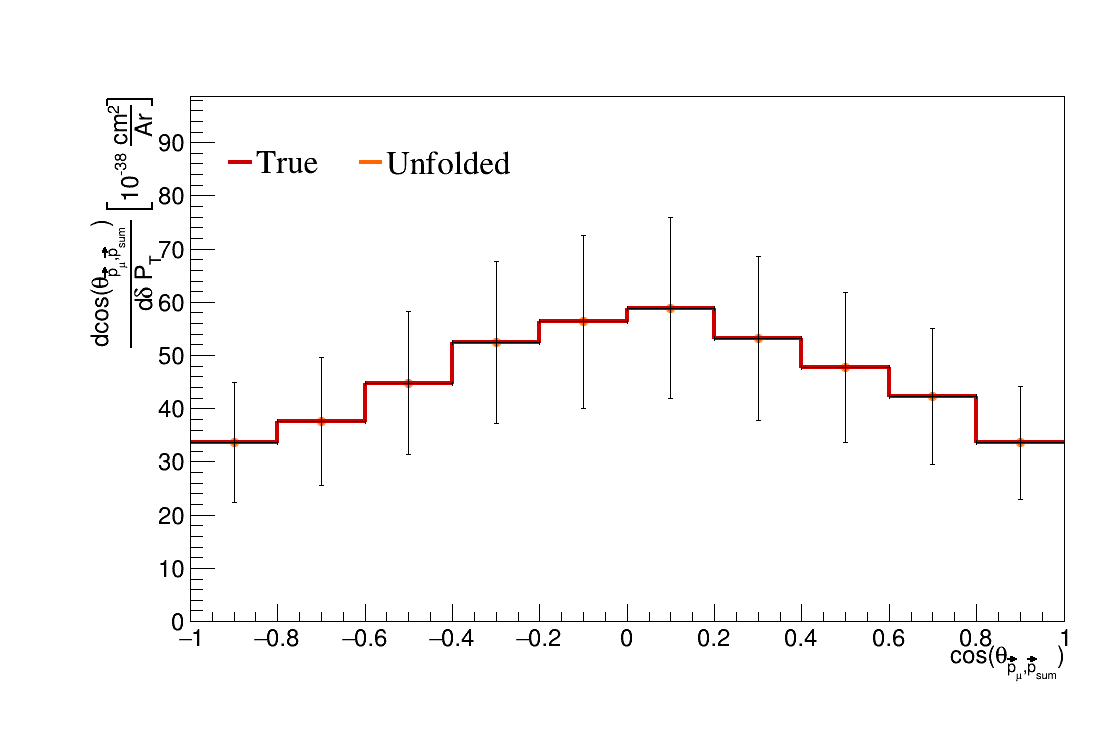 dcos(θp⃗μ,p⃗sum)
dδ PT
[10-38 cm2
Ar]
True Unfolded
90
80
70
60
50
40
30
20
10
0
−1 −0.8 −0.6 −0.4 −0.2 0 0.2 0.4 0.6 0.8 1
cos(θp⃗μ,p⃗sum)